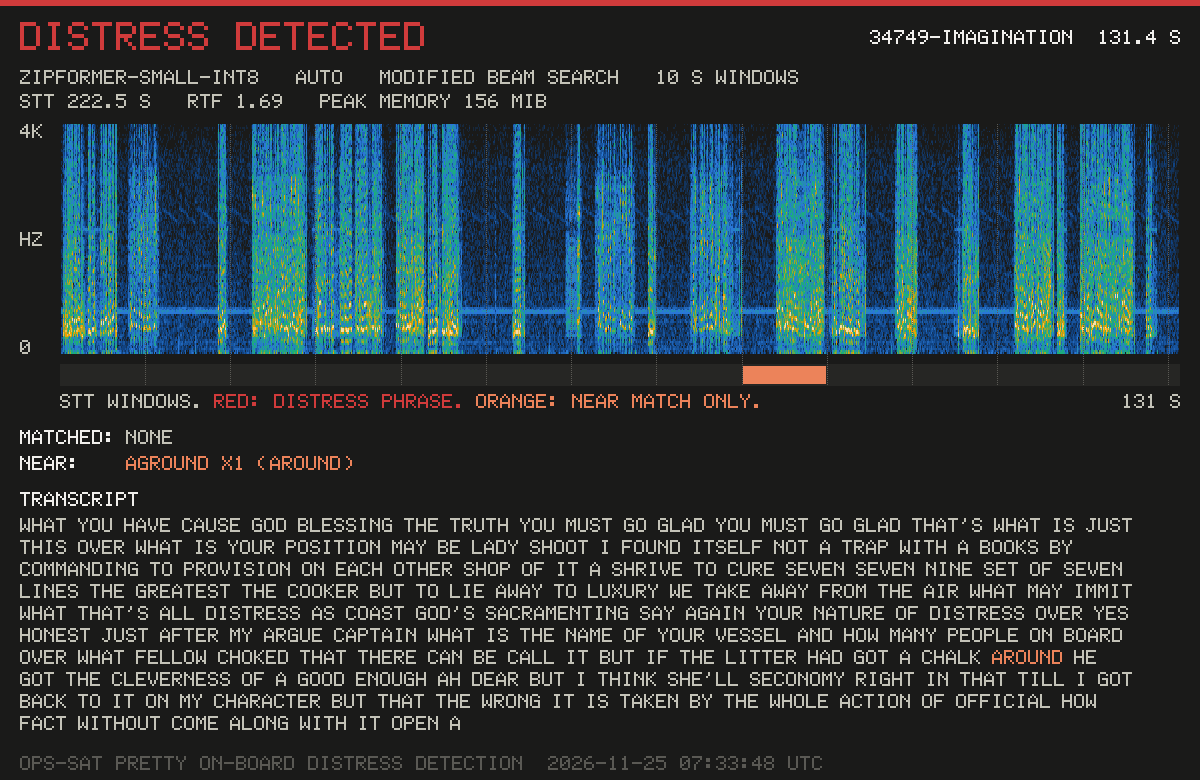 DISTRESS DETECTED
34749-IMAGINATION 131.4 S
ZIPFORMER-SMALL-INT8 AUTO MODIFIED BEAM SEARCH 10 S WINDOWS
STT 222.5 S RTF 1.69 PEAK MEMORY 156 MIB
4K
HZ
0
STT WINDOWS. RED: DISTRESS PHRASE. ORANGE: NEAR MATCH ONLY.
131 S
MATCHED: NONE
NEAR: AGROUND X1 (AROUND)
TRANSCRIPT
WHAT YOU HAVE CAUSE GOD BLESSING THE TRUTH YOU MUST GO GLAD YOU MUST GO GLAD THAT'S WHAT IS JUST
THIS OVER WHAT IS YOUR POSITION MAY BE LADY SHOOT I FOUND ITSELF NOT A TRAP WITH A BOOKS BY
COMMANDING TO PROVISION ON EACH OTHER SHOP OF IT A SHRIVE TO CURE SEVEN SEVEN NINE SET OF SEVEN
LINES THE GREATEST THE COOKER BUT TO LIE AWAY TO LUXURY WE TAKE AWAY FROM THE AIR WHAT MAY IMMIT
WHAT THAT'S ALL DISTRESS AS COAST GOD'S SACRAMENTING SAY AGAIN YOUR NATURE OF DISTRESS OVER YES
HONEST JUST AFTER MY ARGUE CAPTAIN WHAT IS THE NAME OF YOUR VESSEL AND HOW MANY PEOPLE ON BOARD
OVER WHAT FELLOW CHOKED THAT THERE CAN BE CALL IT BUT IF THE LITTER HAD GOT A CHALK AROUND HE
GOT THE CLEVERNESS OF A GOOD ENOUGH AH DEAR BUT I THINK SHE'LL SECONOMY RIGHT IN THAT TILL I GOT
BACK TO IT ON MY CHARACTER BUT THAT THE WRONG IT IS TAKEN BY THE WHOLE ACTION OF OFFICIAL HOW
FACT WITHOUT COME ALONG WITH IT OPEN A
OPS-SAT PRETTY ON-BOARD DISTRESS DETECTION 2026-11-25 07:33:48 UTC